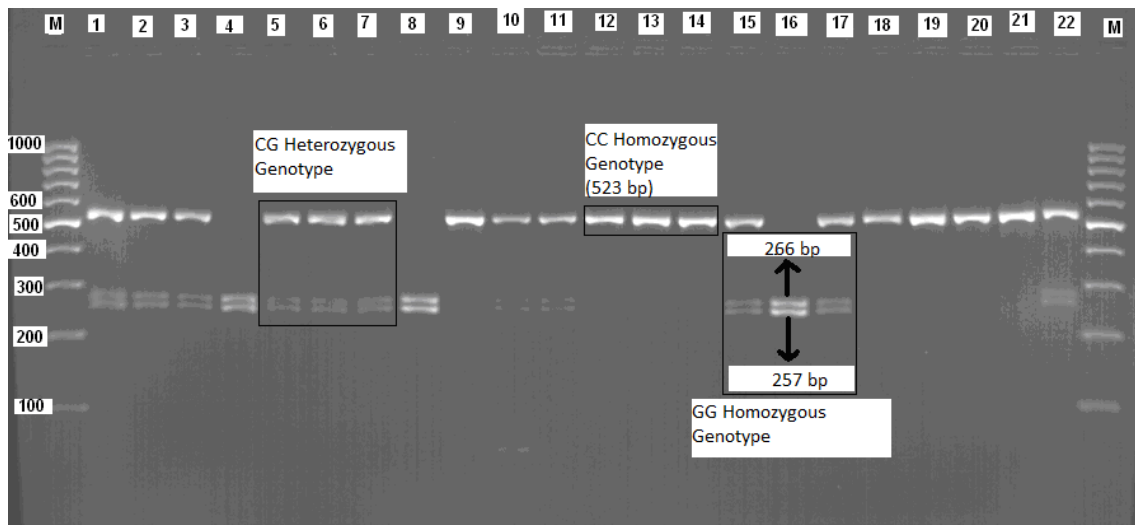 M 1 2 3 4 5 6 7 8 9 10 11 12 13 14 15 16 17 18 19 20 21 22 M
1000
600
500
400
300
200
100
CG Heterozygous
Genotype
CC Homozygous
Genotype
(523 bp)
266 bp
257 bp
GG Homozygous
Genotype